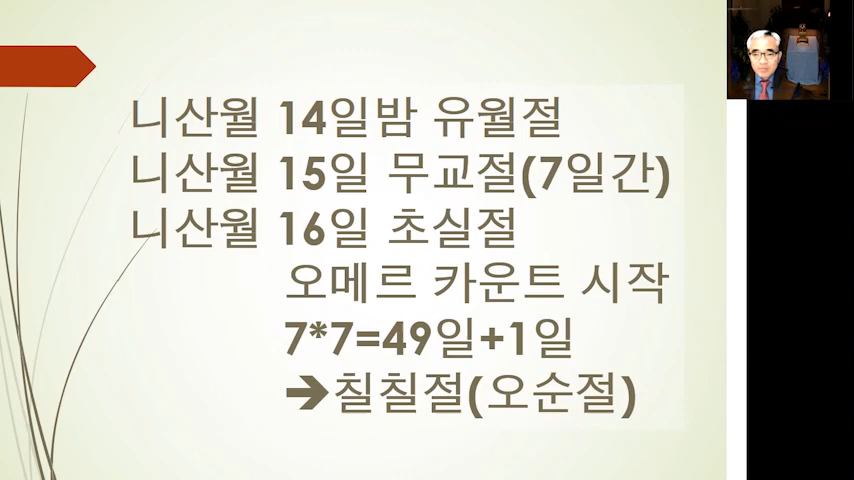 니산월 14일밤 유월절
니산월 15일 무교절(7일간)
니산월 16일 초실절
오메르 카운트 시작
7*7=49일+1일
➔칠칠절(오순절)